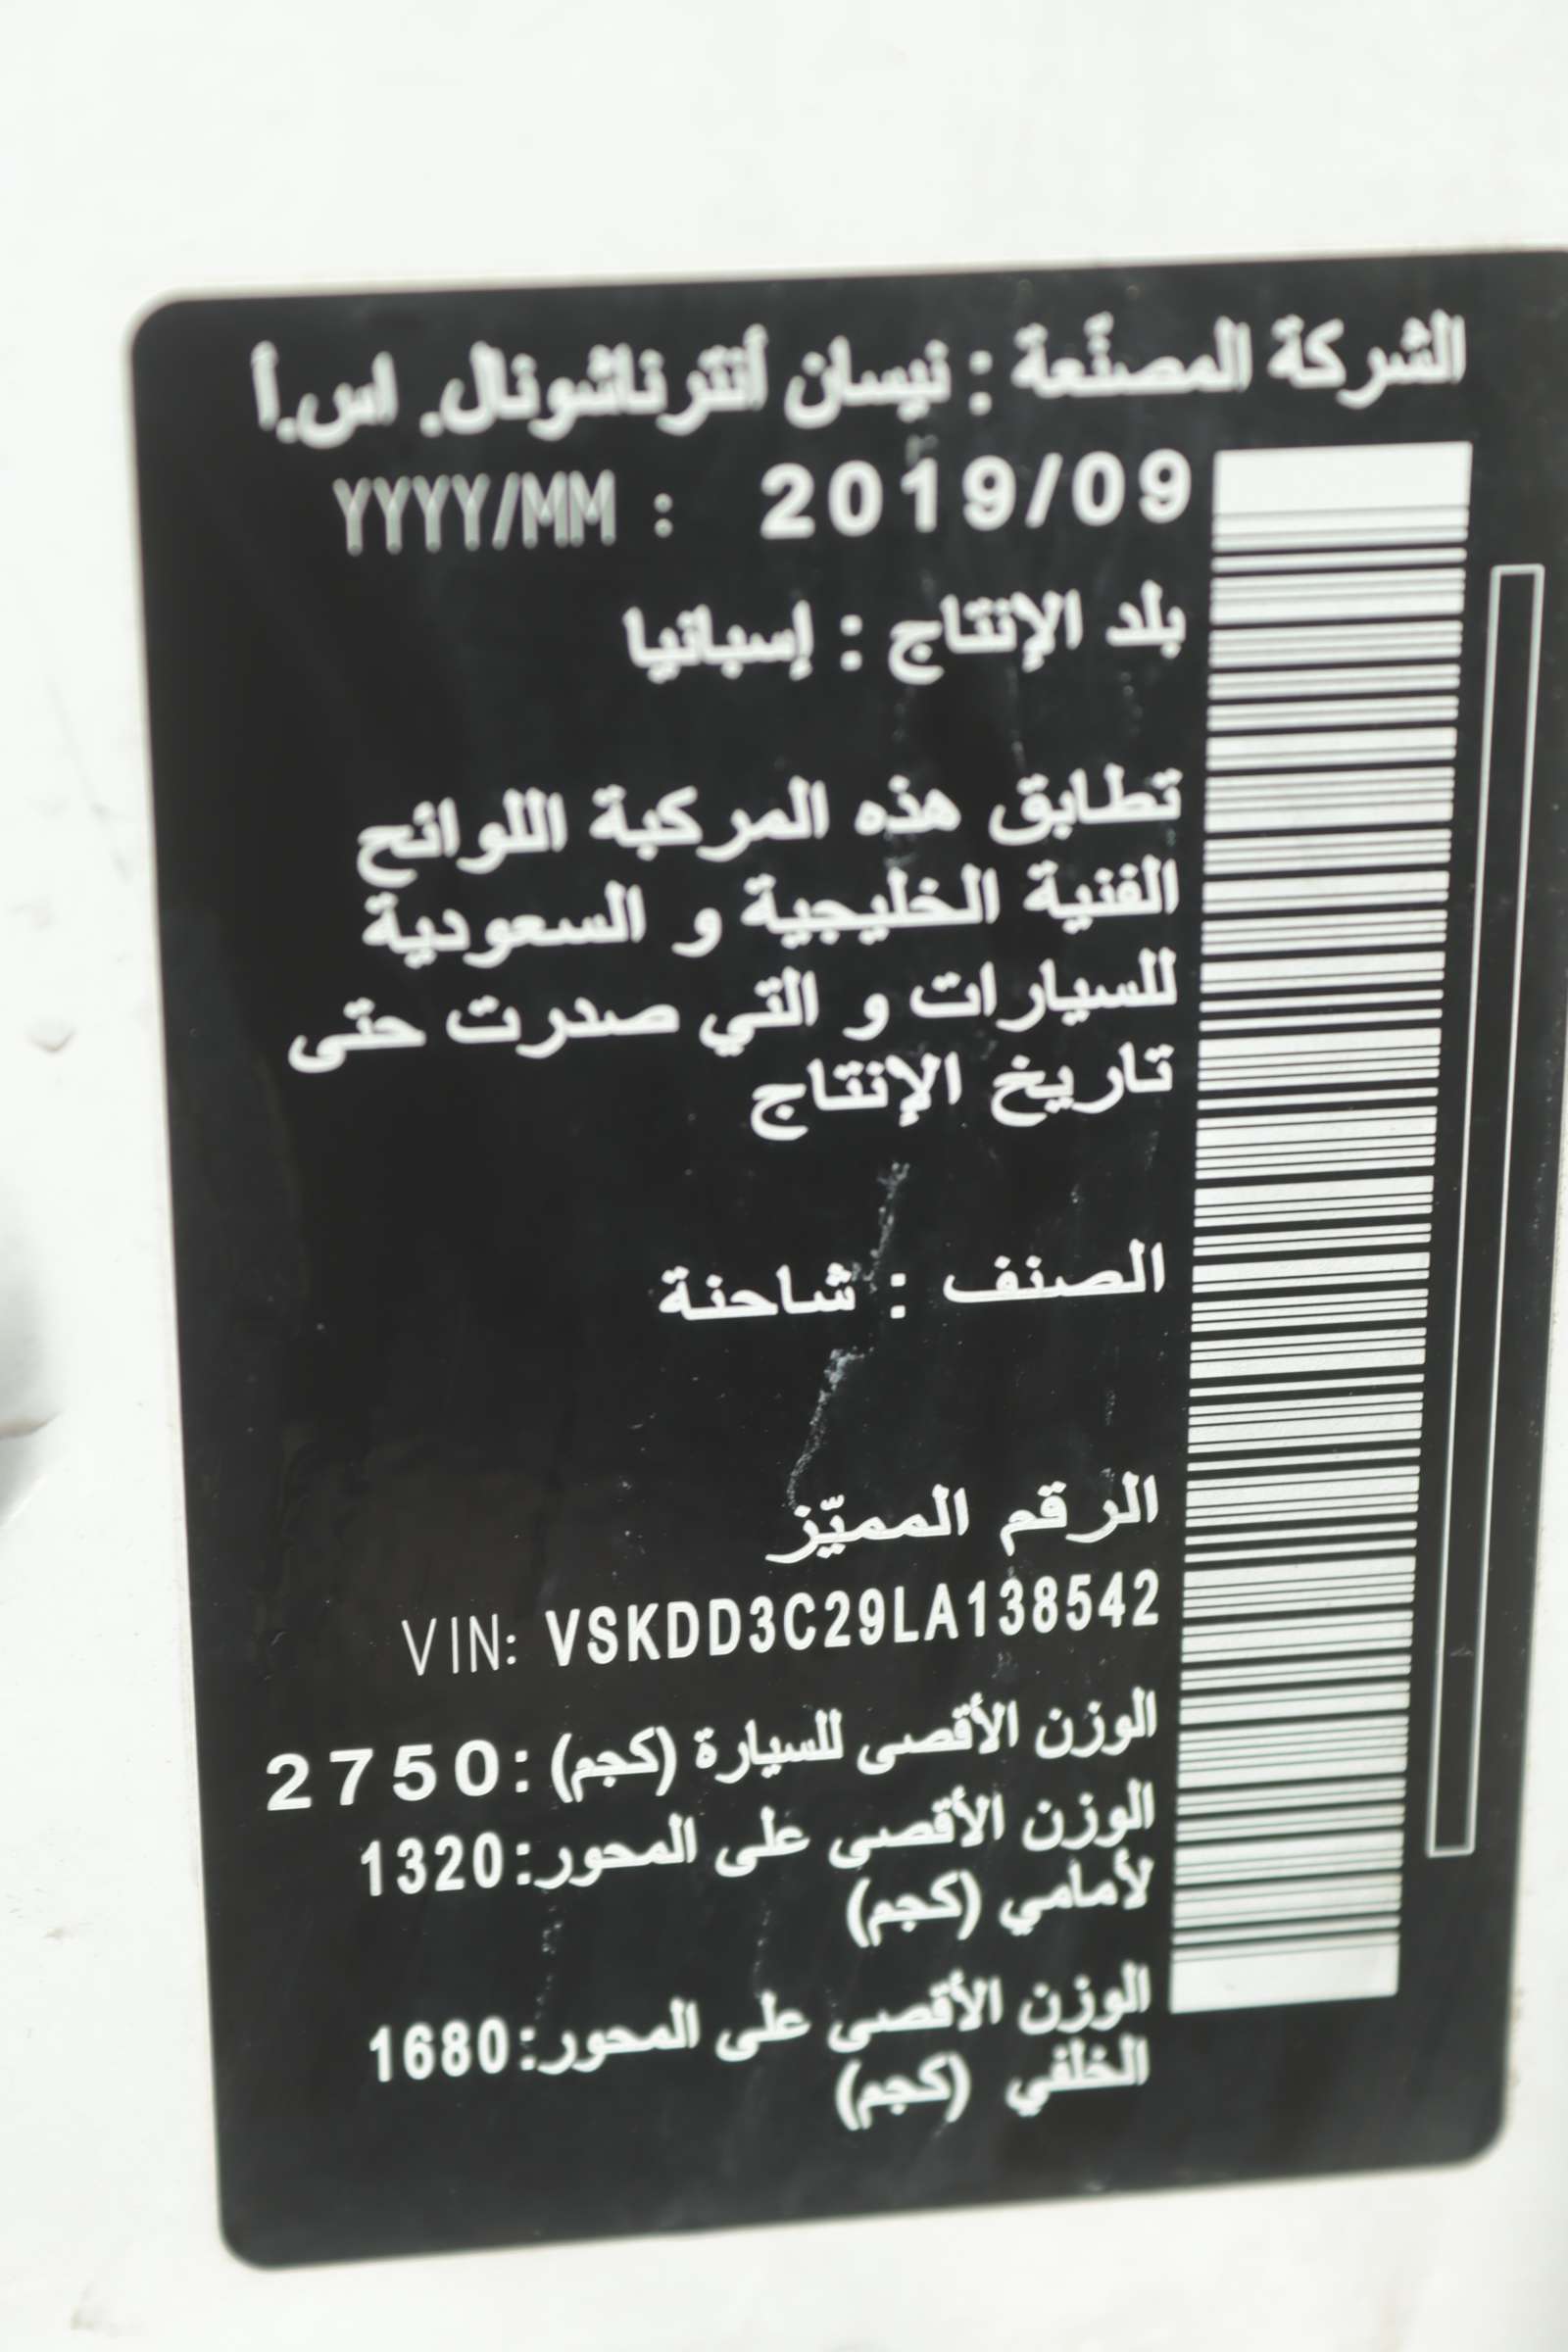 الشركة المصنّعة : نيسان أنترناشونال. اس.أ
YYYY/MM : 2019/09
بلد الإنتاج : إسبانيا
تطابق هذه المركبة اللوائح
الفنية الخليجية و السعودية
للسيارات و التي صدرت حتى
تاريخ الإنتاج
الصنف : شاحنة
الرقم المميّز
VIN: VSKDD3C29LA138542
الوزن الأقصى للسيارة (كجم):2750
الوزن الأقصى على المحور:1320
لأمامي (كجم)
الوزن الأقصى على المحور:1680
الخلفي (كجم)